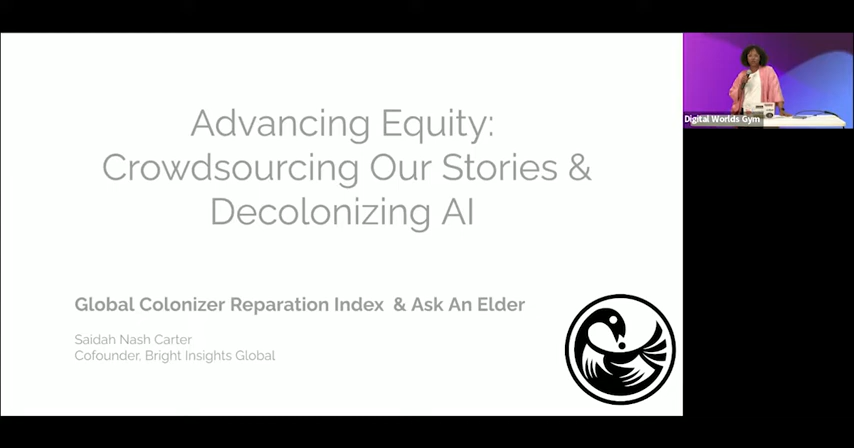 Advancing Equity:
Crowdsourcing Our Stories &
Decolonizing AI
Global Colonizer Reparation Index & Ask An Elder
Saidah Nash Carter
Cofounder, Bright Insights Global
Digital Worlds Gym